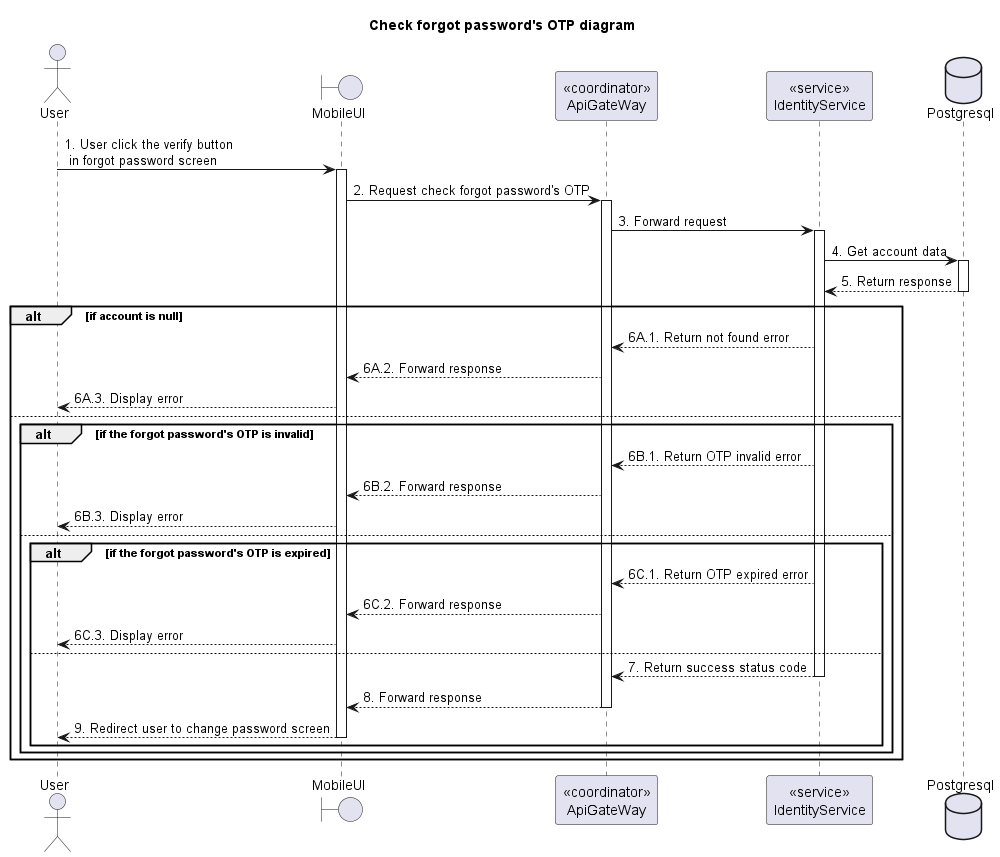 Check forgot password's OTP diagram
User
MobileUI
«coordinator»
ApiGateWay
«service»
IdentityService
Postgresql
1. User click the verify button
in forgot password screen
2. Request check forgot password's OTP
3. Forward request
4. Get account data
5. Return response
alt
[if account is null]
6A.1. Return not found error
6A.2. Forward response
6A.3. Display error
alt
[if the forgot password's OTP is invalid]
6B.1. Return OTP invalid error
6B.2. Forward response
6B.3. Display error
alt
[if the forgot password's OTP is expired]
6C.1. Return OTP expired error
6C.2. Forward response
6C.3. Display error
7. Return success status code
8. Forward response
9. Redirect user to change password screen
User
MobileUI
«coordinator»
ApiGateWay
«service»
IdentityService
Postgresql